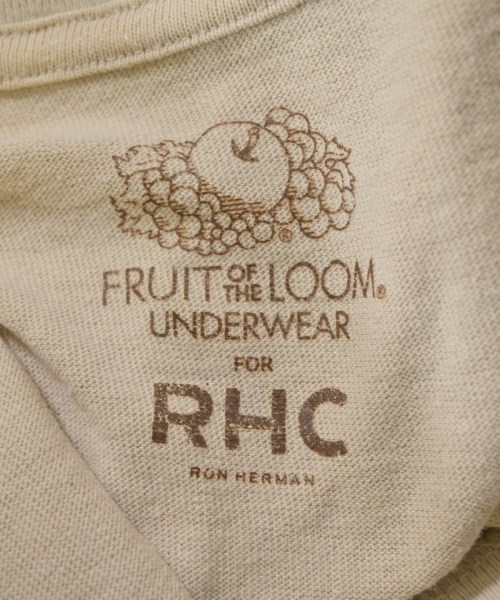 ®
FRUIT OF THE LOOM®
UNDERWEAR
FOR
RHC
RON HERMAN